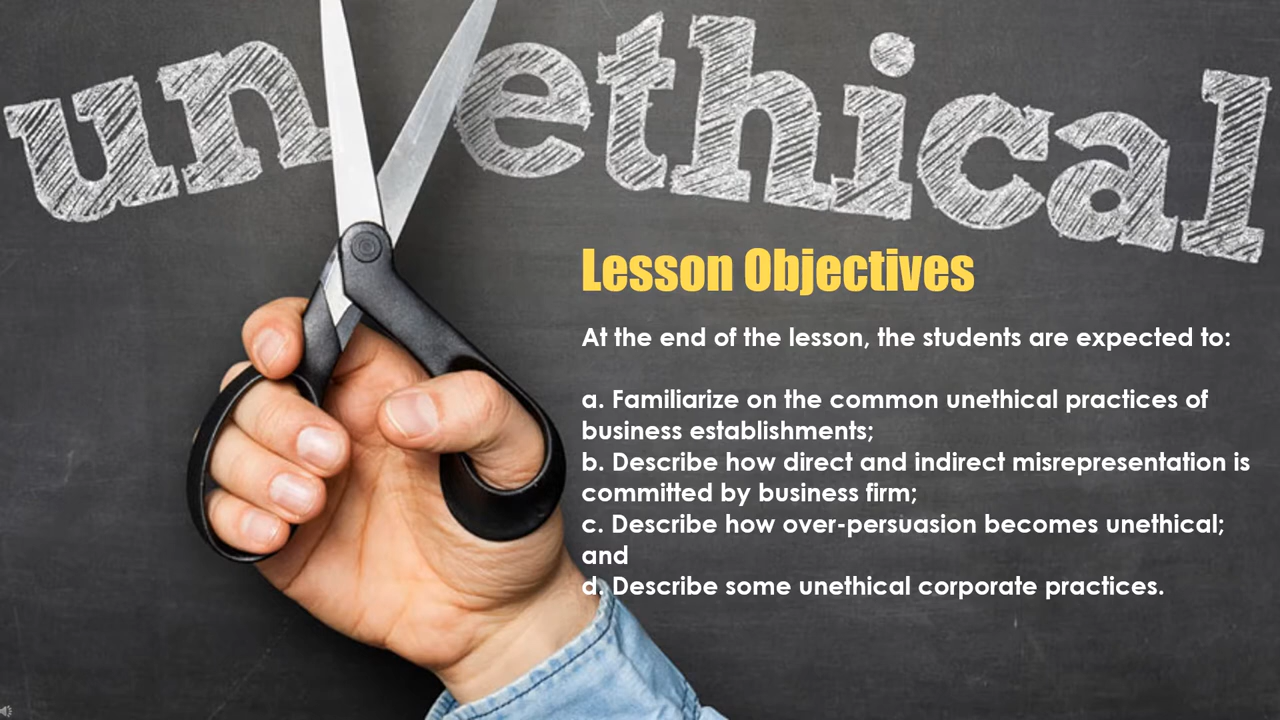 un ethical
Lesson Objectives
At the end of the lesson, the students are expected to:
a. Familiarize on the common unethical practices of
business establishments;
b. Describe how direct and indirect misrepresentation is
committed by business firm;
c. Describe how over-persuasion becomes unethical;
and
d. Describe some unethical corporate practices.